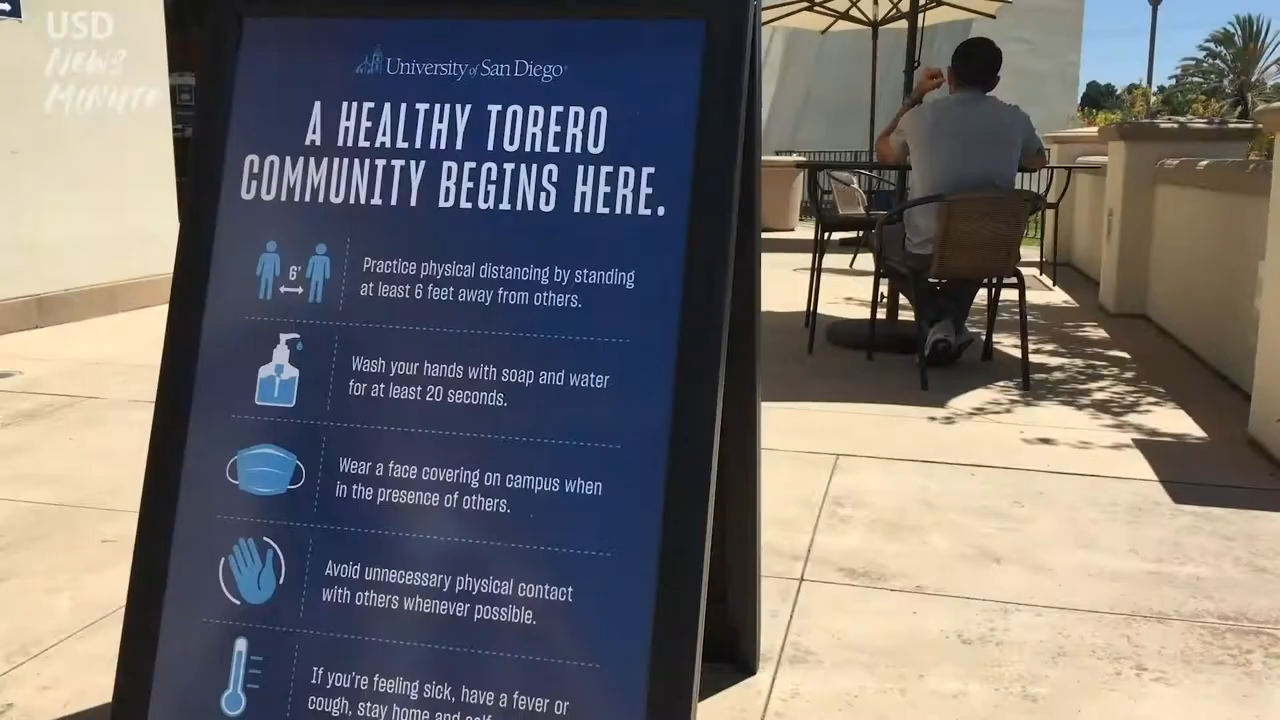 USD
News
Minute
University of San Diego
A HEALTHY TORERO
COMMUNITY BEGINS HERE.
6'
Practice physical distancing by standing
at least 6 feet away from others.
Wash your hands with soap and water
for at least 20 seconds.
Wear a face covering on campus when
in the presence of others.
Avoid unnecessary physical contact
with others whenever possible.
If you're feeling sick, have a fever or
cough, stay home and